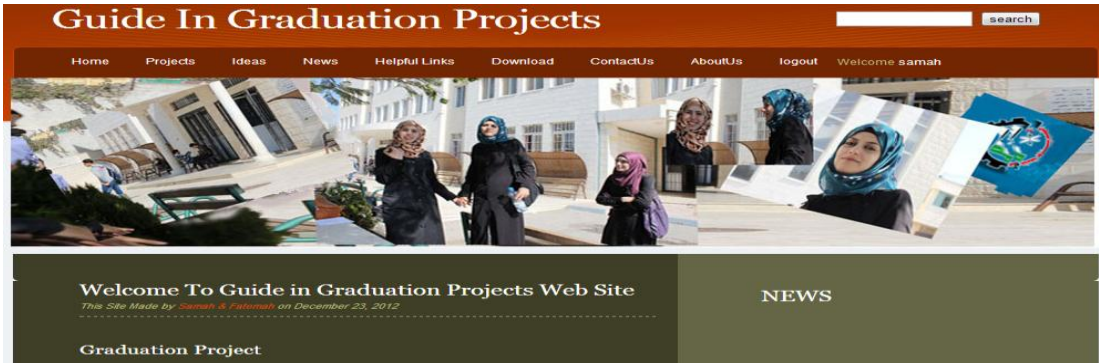 Guide In Graduation Projects
search
Home Projects Ideas News Helpful Links Download ContactUs AboutUs logout Welcome samah
Welcome To Guide in Graduation Projects Web Site
This Site Made by Samah & Fatemah on December 23, 2012
NEWS
Graduation Project